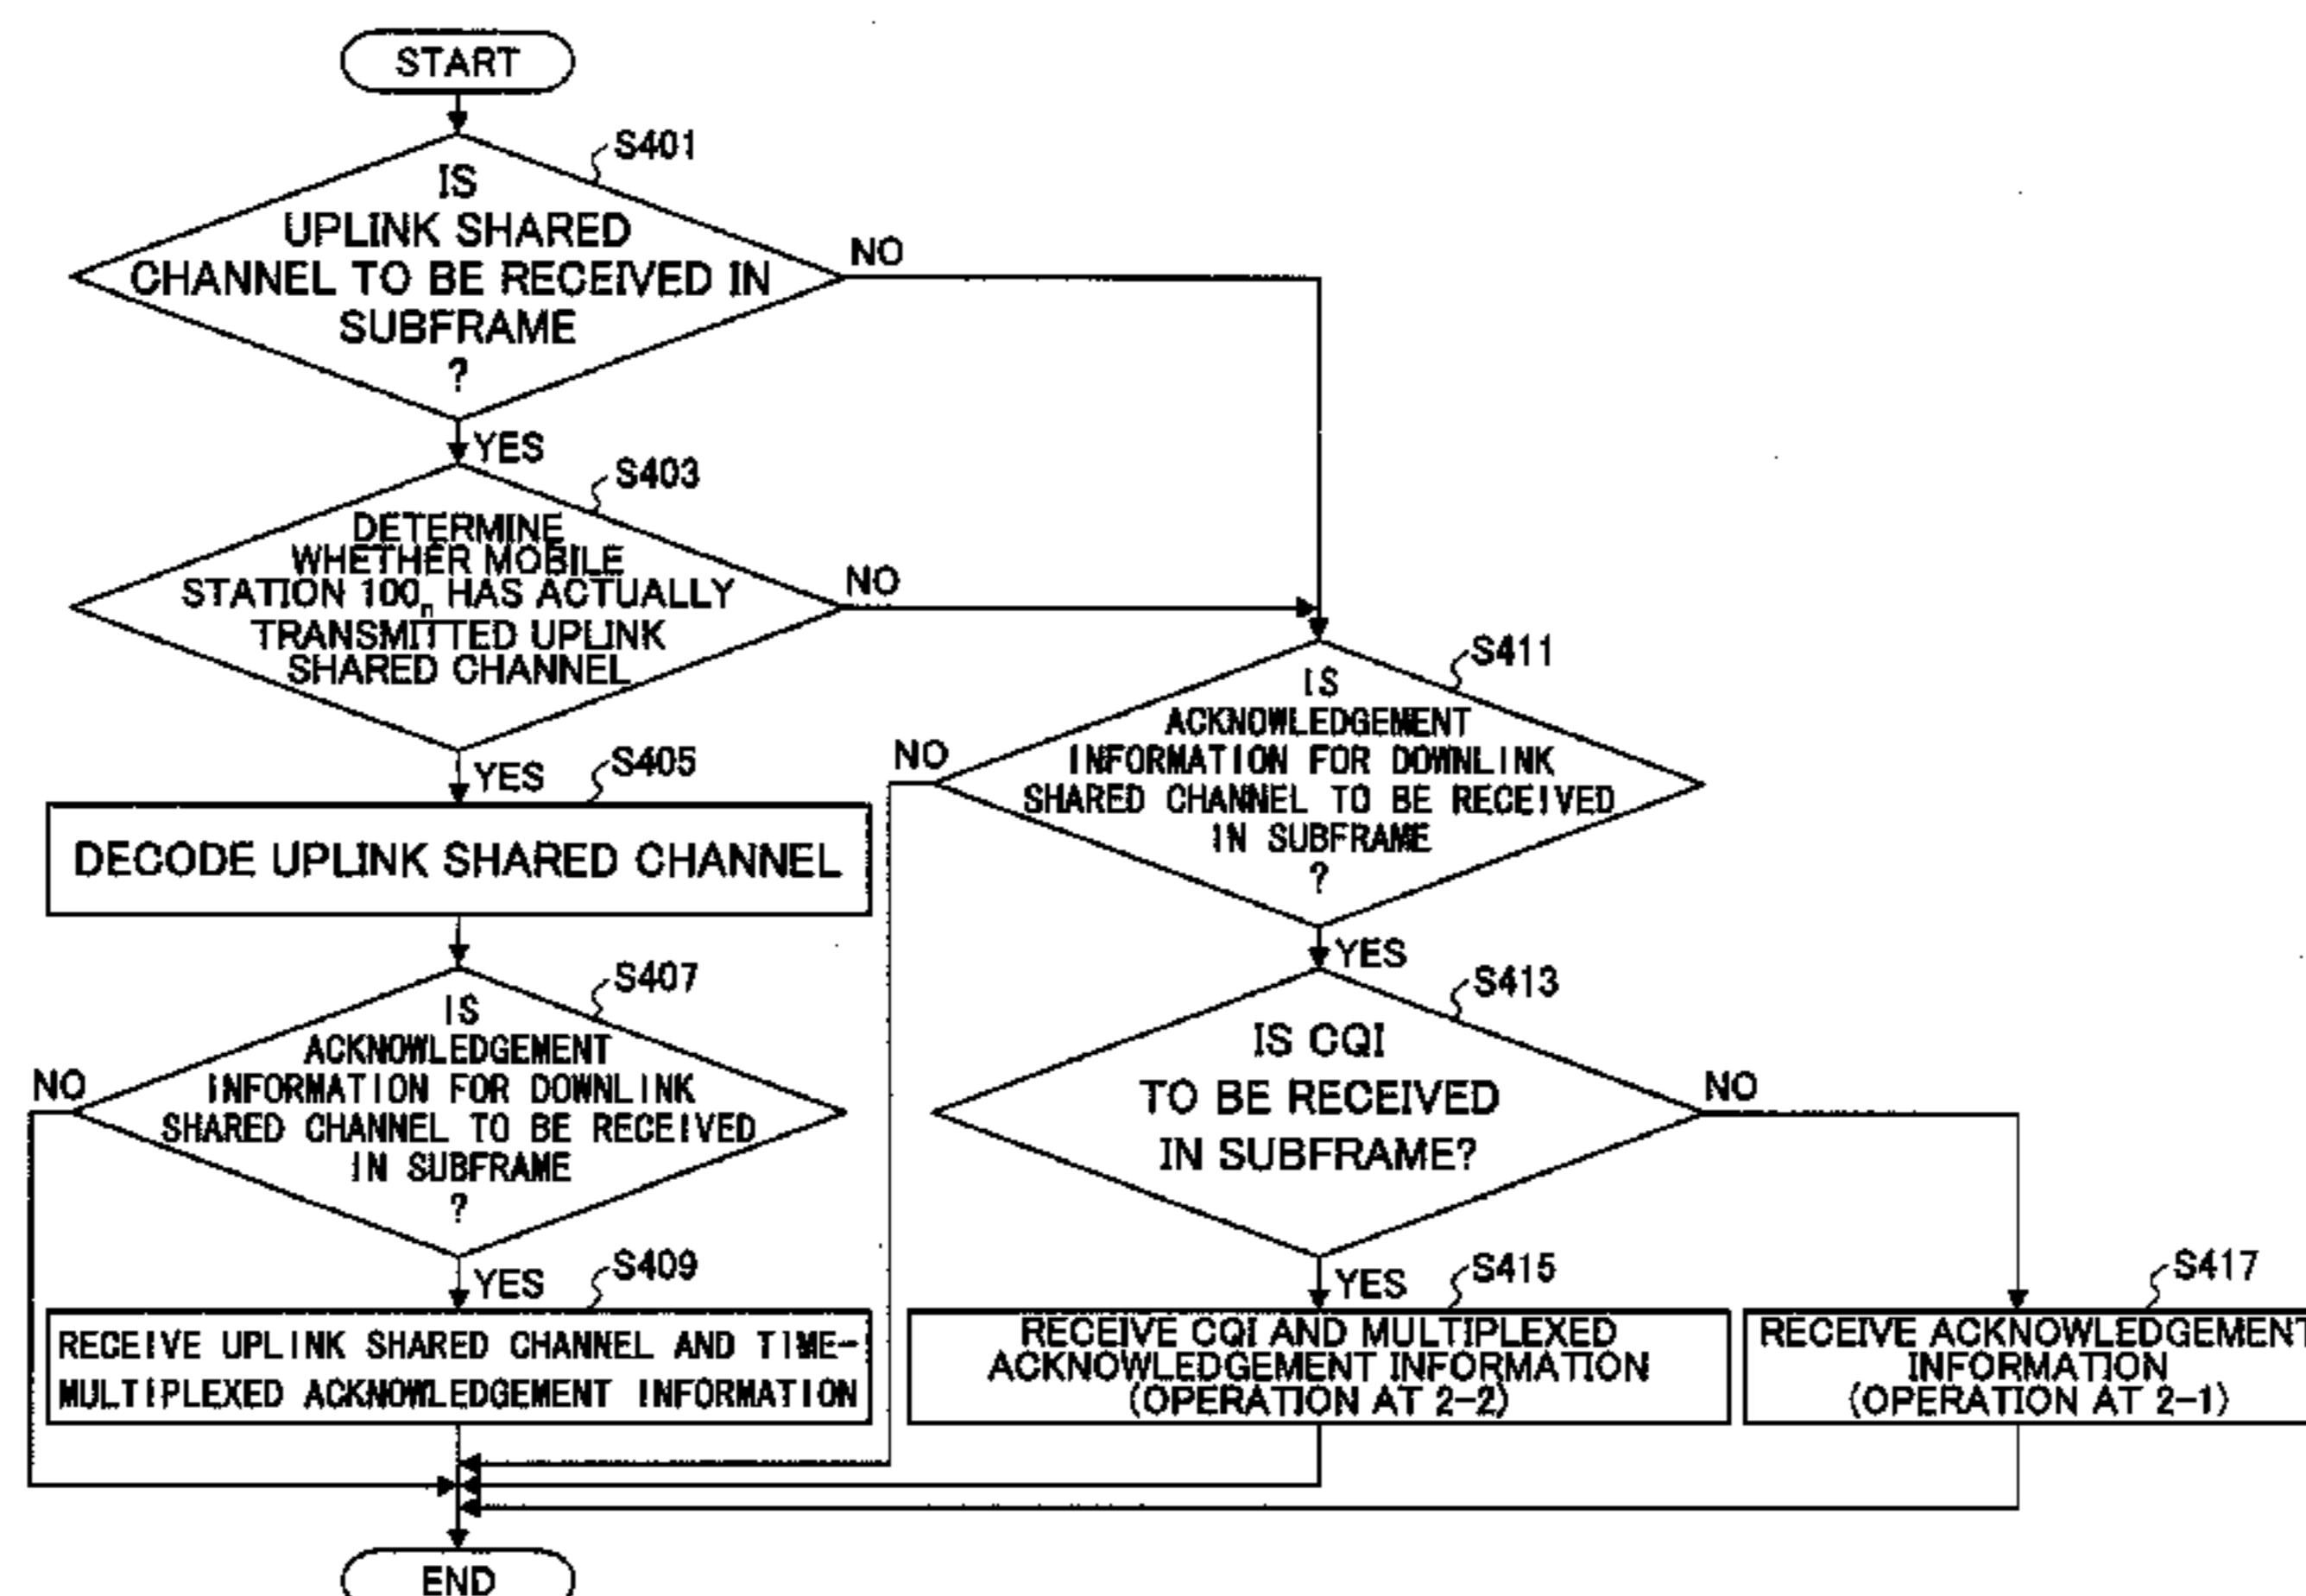 START
S401
IS
UPLINK SHARED
CHANNEL TO BE RECEIVED IN
SUBFRAME
?
NO
YES
S403
DETERMINE
WHETHER MOBILE
STATION 100n HAS ACTUALLY
TRANSMITTED UPLINK
SHARED CHANNEL
NO
YES
S405
DECODE UPLINK SHARED CHANNEL
S407
IS
ACKNOWLEDGEMENT
INFORMATION FOR DOWNLINK
SHARED CHANNEL TO BE RECEIVED
IN SUBFRAME
?
NO
YES
S409
RECEIVE UPLINK SHARED CHANNEL AND TIME-
MULTIPLEXED ACKNOWLEDGEMENT INFORMATION
S411
IS
ACKNOWLEDGEMENT
INFORMATION FOR DOWNLINK
SHARED CHANNEL TO BE RECEIVED
IN SUBFRAME
?
NO
YES
S413
IS CQI
TO BE RECEIVED
IN SUBFRAME?
NO
YES
S415
RECEIVE CQI AND MULTIPLEXED
ACKNOWLEDGEMENT INFORMATION
(OPERATION AT 2-2)
S417
RECEIVE ACKNOWLEDGEMENT
INFORMATION
(OPERATION AT 2-1)
END